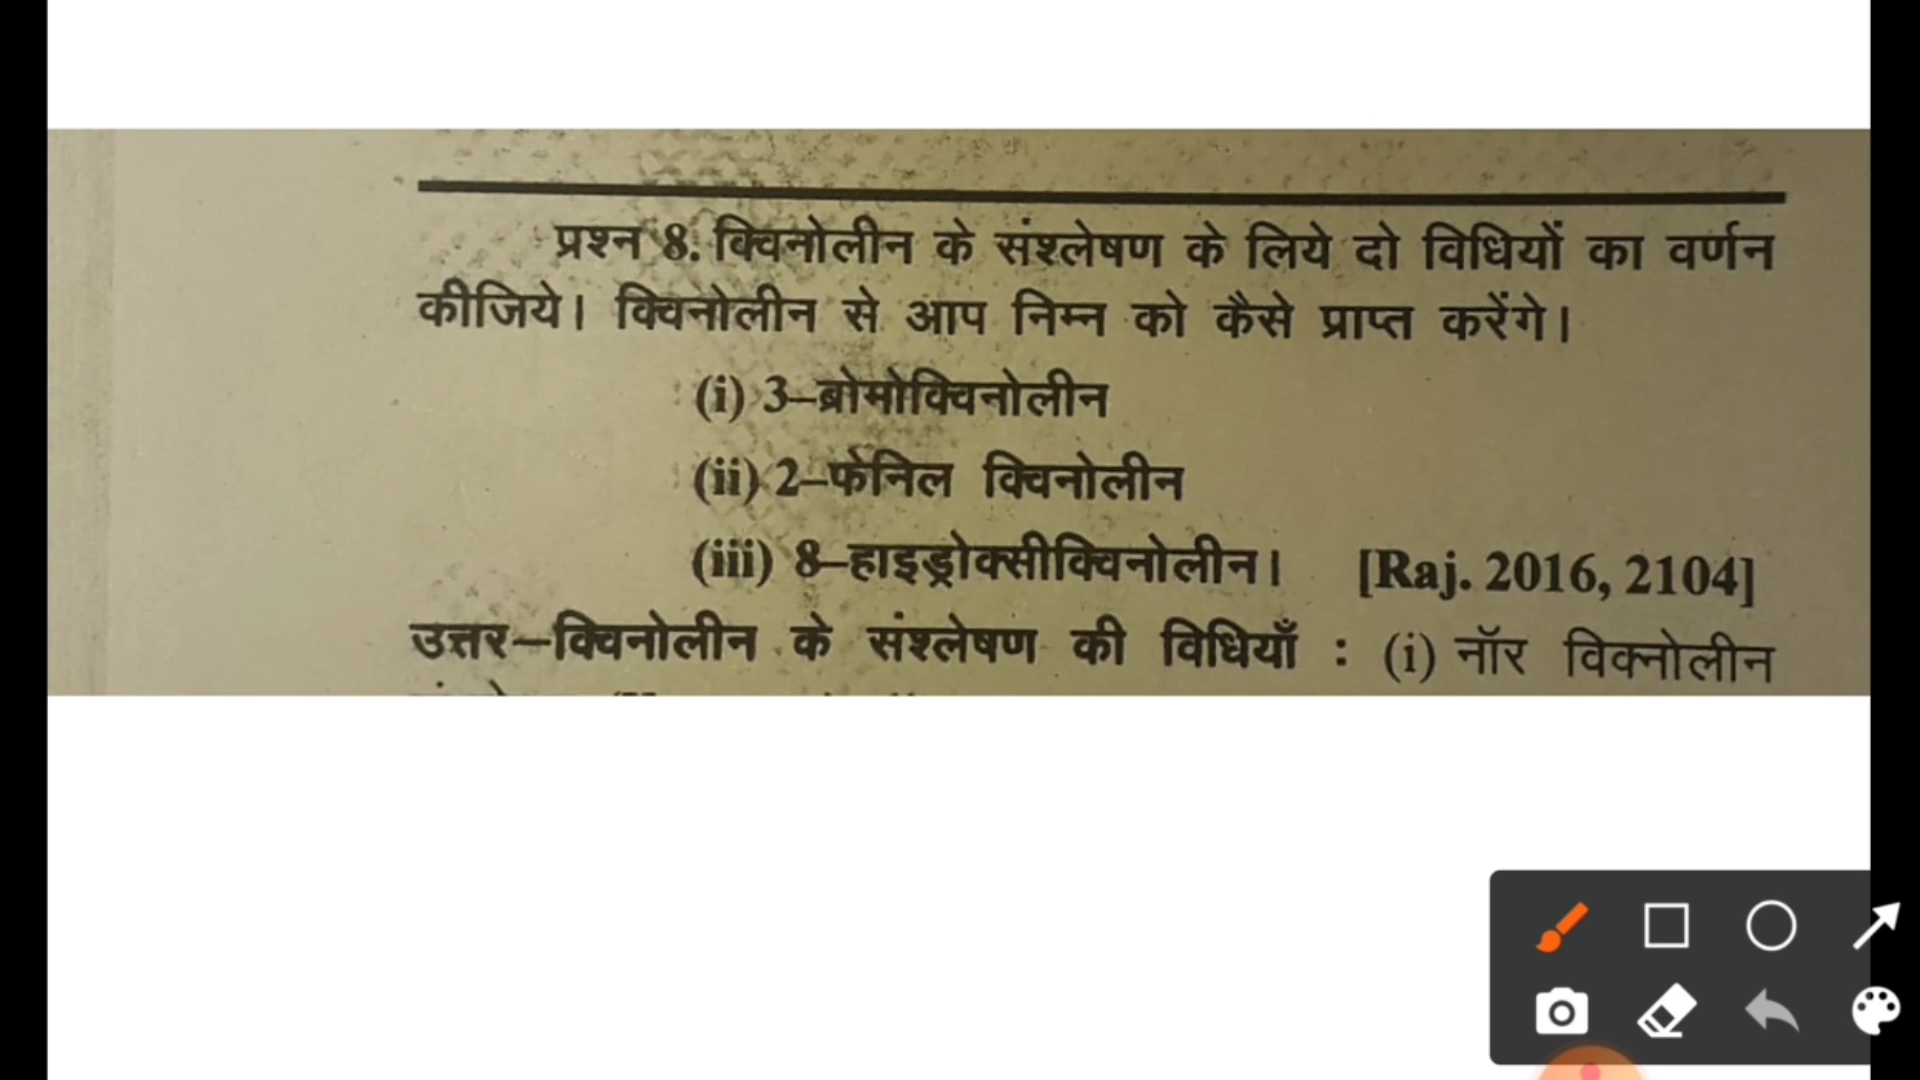 प्रश्न 8. क्विनोलीन के संश्लेषण के लिये दो विधियों का वर्णन
कीजिये। क्विनोलीन से आप निम्न को कैसे प्राप्त करेंगे।
(i) 3–ब्रोमोक्विनोलीन
(ii) 2–फेनिल क्विनोलीन
(iii) 8–हाइड्रोक्सीक्विनोलीन। [Raj. 2016, 2104]
उत्तर–क्विनोलीन के संश्लेषण की विधियाँ : (i) नॉर विक्नोलीन